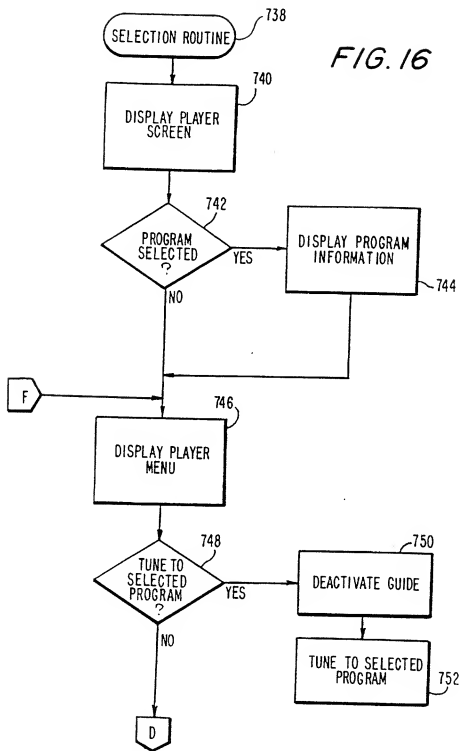 SELECTION ROUTINE
738
FIG. 16
740
DISPLAY PLAYER
SCREEN
742
PROGRAM
SELECTED
?
YES
NO
DISPLAY PROGRAM
INFORMATION
744
F
746
DISPLAY PLAYER
MENU
748
TUNE TO
SELECTED
PROGRAM
?
YES
NO
750
DEACTIVATE GUIDE
TUNE TO SELECTED
PROGRAM
752
D